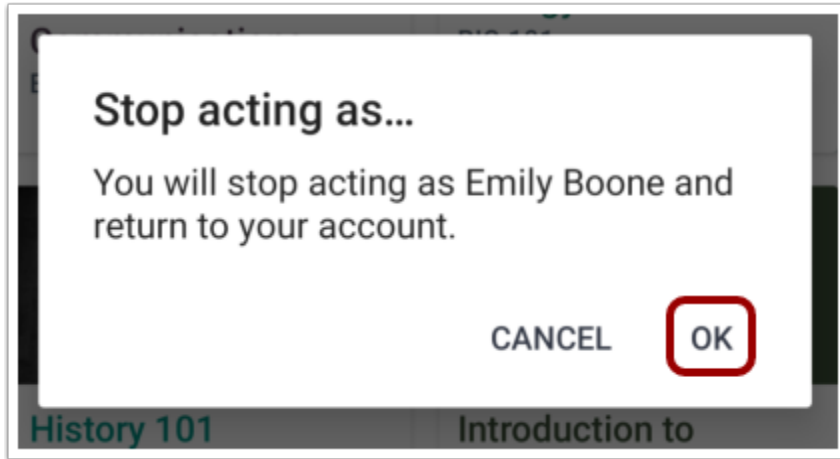 Stop acting as...
You will stop acting as Emily Boone and
return to your account.
CANCEL OK
History 101
Introduction to